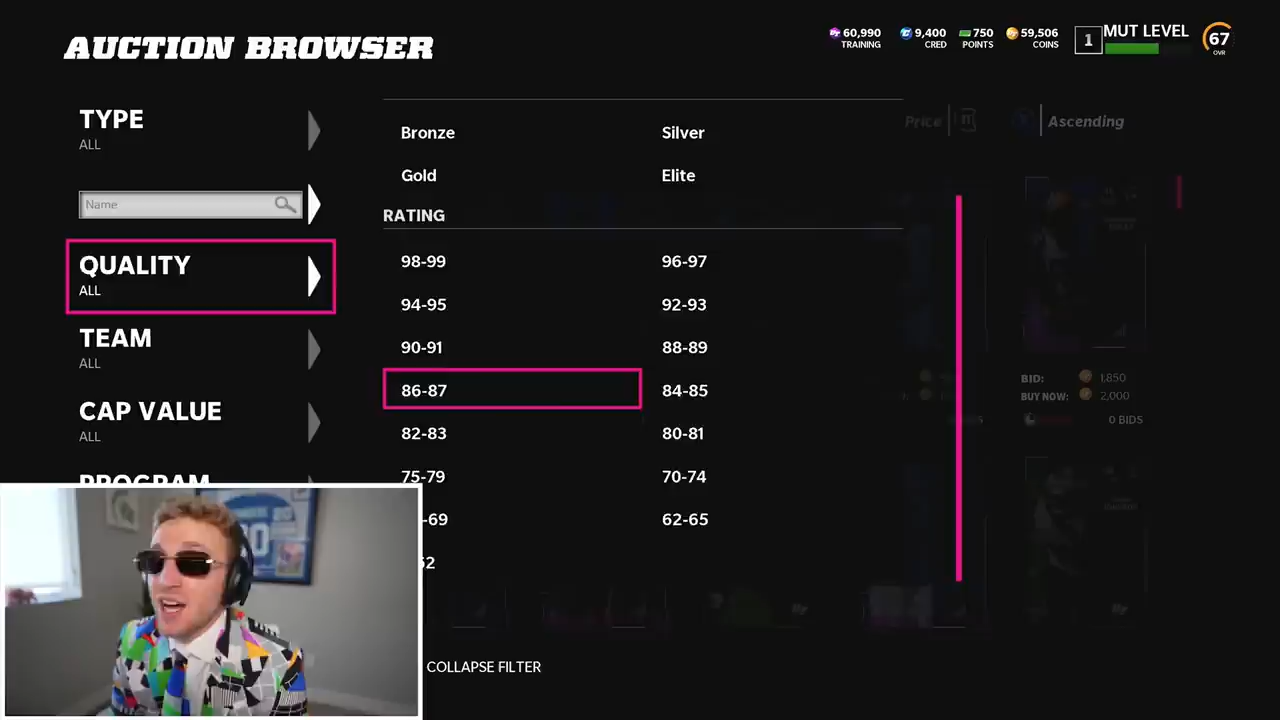 AUCTION BROWSER
60,990 TRAINING
9,400 CRED
750 POINTS
59,506 COINS
1 MUT LEVEL
67 OVR
TYPE
ALL
Name
QUALITY
ALL
TEAM
ALL
CAP VALUE
ALL
PROGRAM
Bronze Silver
Gold Elite
RATING
98-99 96-97
94-95 92-93
90-91 88-89
86-87 84-85
82-83 80-81
75-79 70-74
-69 62-65
COLLAPSE FILTER
Price Ascending
BID: 1,850
BUY NOW: 2,000
0 BIDS